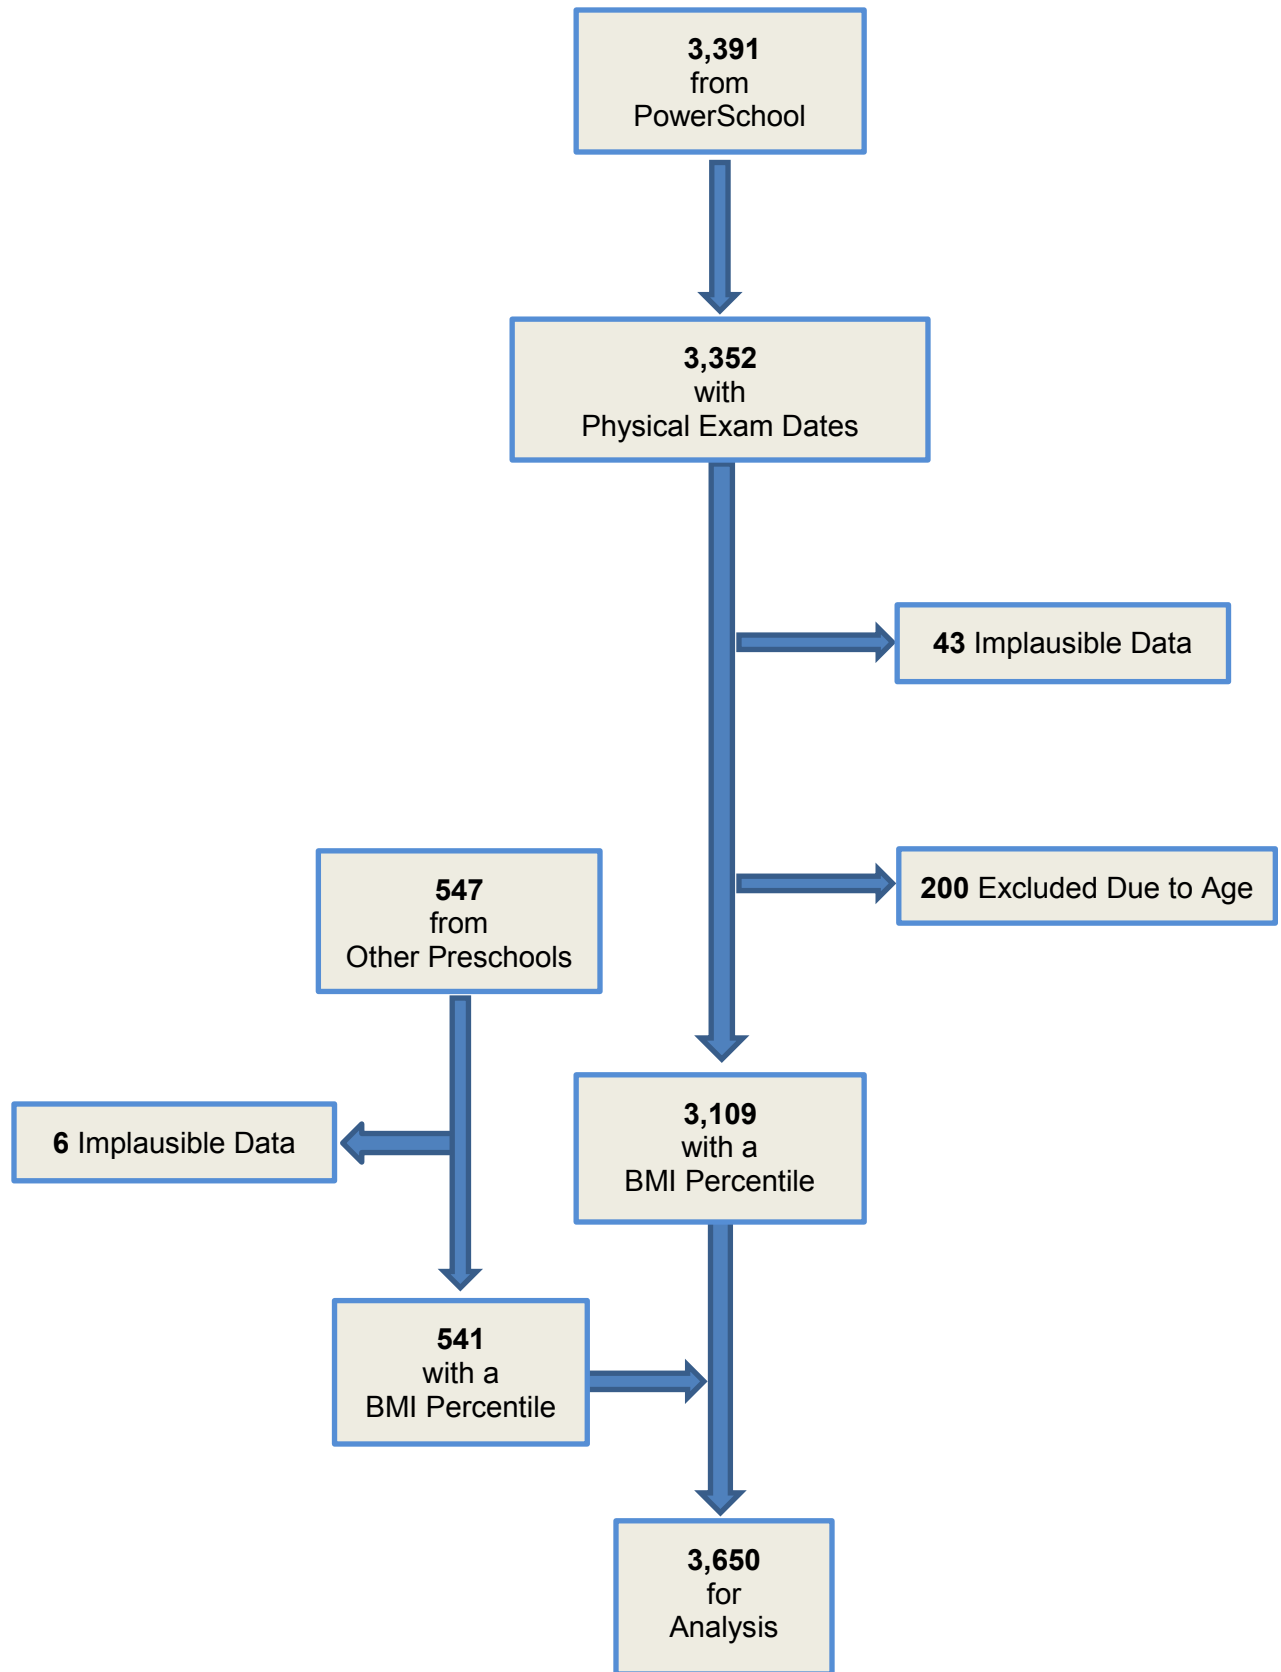 3,391
from
PowerSchool
3,352
with
Physical Exam Dates
43 Implausible Data
200 Excluded Due to Age
547
from
Other Preschools
6 Implausible Data
3,109
with a
BMI Percentile
541
with a
BMI Percentile
3,650
for
Analysis